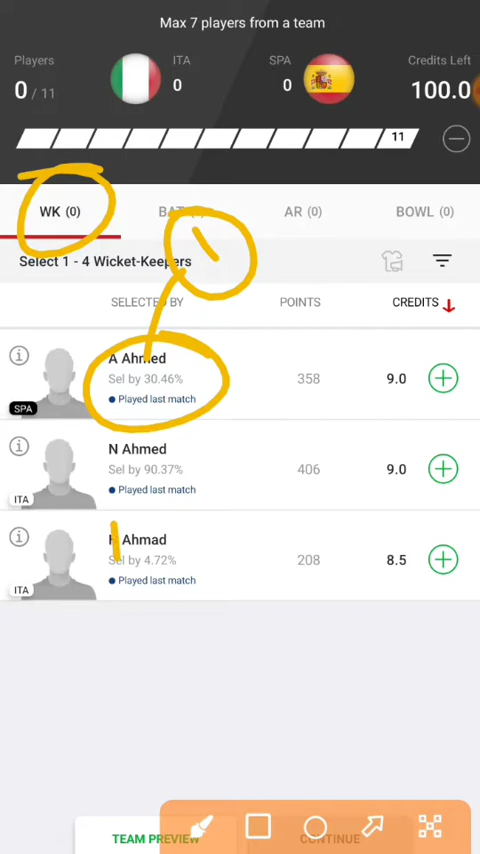 Max 7 players from a team
Players ITA SPA Credits Left
0 / 11 0 0 100.0
11
WK (0) BAT AR (0) BOWL (0)
Select 1 - 4 Wicket-Keepers
SELECTED BY POINTS CREDITS
A Ahmed
Sel by 30.46% 358 9.0
Played last match
SPA
N Ahmed
Sel by 90.37% 406 9.0
Played last match
ITA
Ahmad
Sel by 4.72% 208 8.5
Played last match
ITA
TEAM PREVIEW CONTINUE